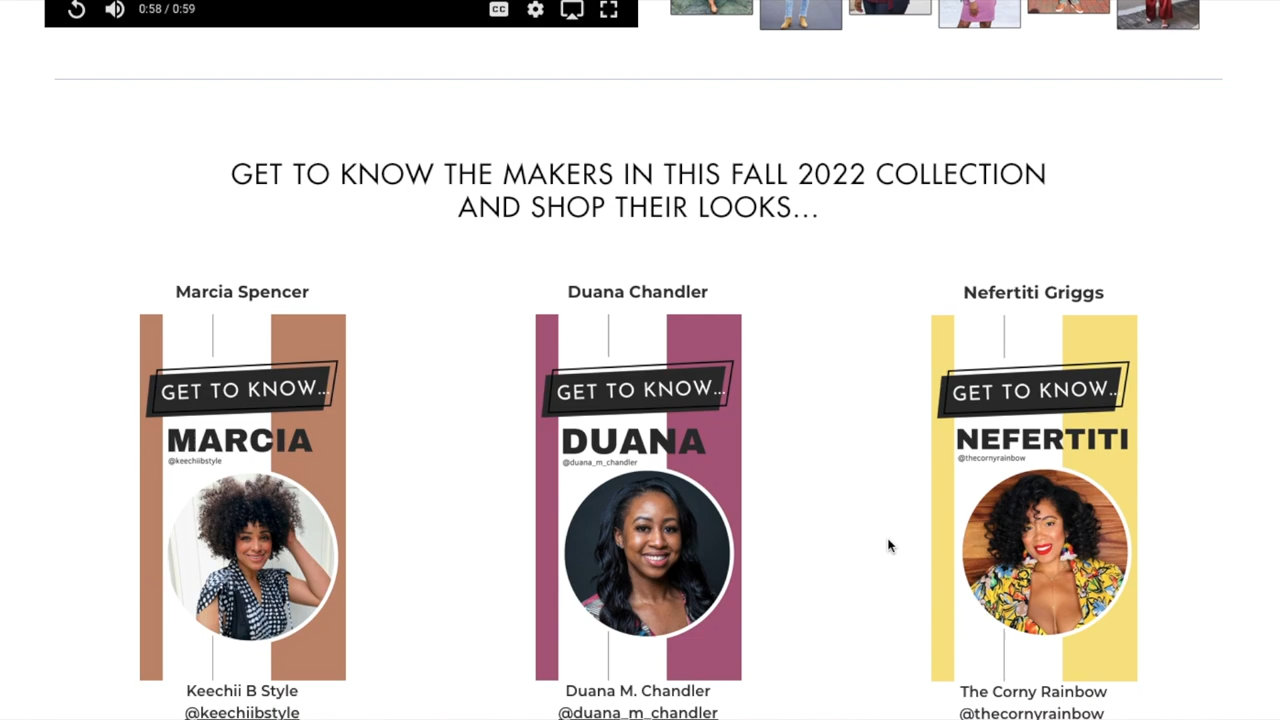 0:58 / 0:59
CC
GET TO KNOW THE MAKERS IN THIS FALL 2022 COLLECTION
AND SHOP THEIR LOOKS...
Marcia Spencer
GET TO KNOW...
MARCIA
@keechiibstyle
Keechii B Style
@keechiibstyle
Duana Chandler
GET TO KNOW...
DUANA
@duana_m_chandler
Duana M. Chandler
@duana_m_chandler
Nefertiti Griggs
GET TO KNOW...
NEFERTITI
@thecornyrainbow
The Corny Rainbow
@thecornyrainbow